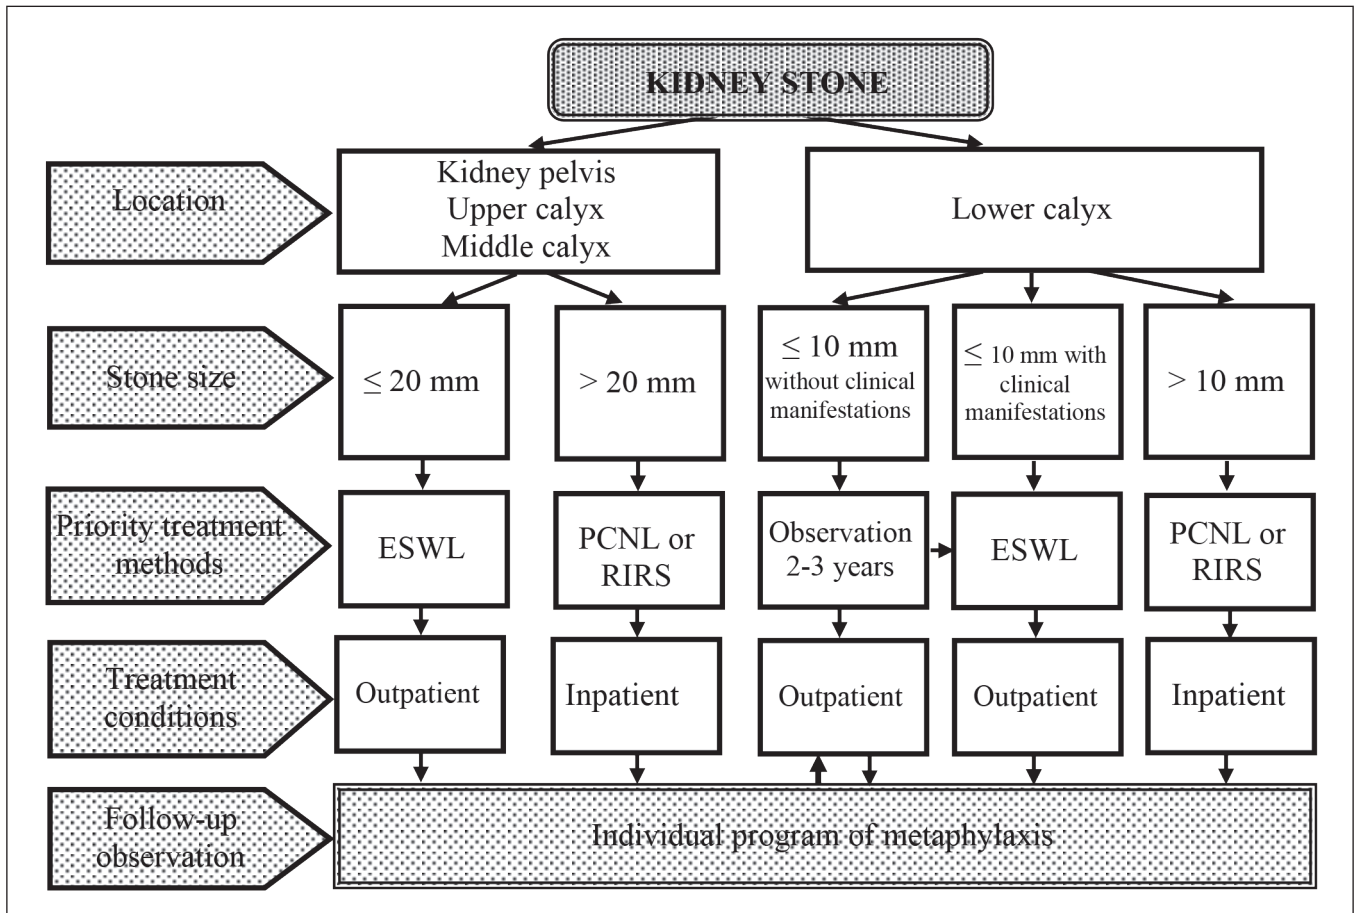 KIDNEY STONE
Location
Kidney pelvis
Upper calyx
Middle calyx
Lower calyx
Stone size
≤ 20 mm
> 20 mm
≤ 10 mm
without clinical
manifestations
≤ 10 mm with
clinical
manifestations
> 10 mm
Priority treatment
methods
ESWL
PCNL or
RIRS
Observation
2-3 years
ESWL
PCNL or
RIRS
Treatment
conditions
Outpatient
Inpatient
Outpatient
Outpatient
Inpatient
Follow-up
observation
Individual program of metaphylaxis